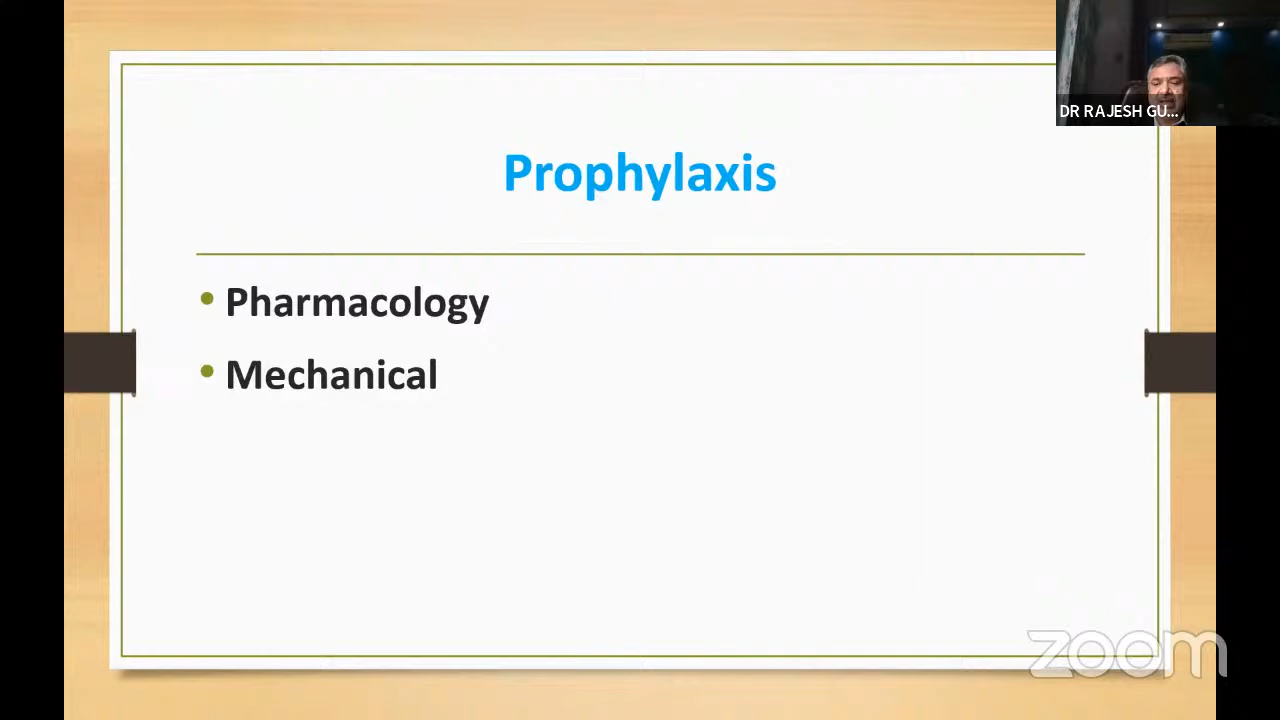 DR RAJESH GU...
Prophylaxis
• Pharmacology
• Mechanical
zoom